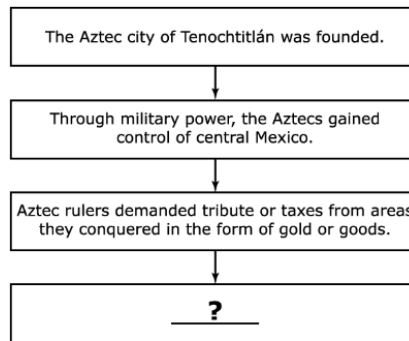 The Aztec city of Tenochtitlán was founded.
Through military power, the Aztecs gained
control of central Mexico.
Aztec rulers demanded tribute or taxes from areas
they conquered in the form of gold or goods.
?